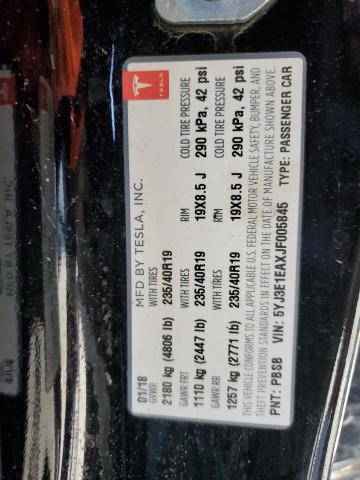 TESLA
MFD BY TESLA, INC.
01/18
GVWR WITH TIRES RIM COLD TIRE PRESSURE
2180 kg (4806 lb) 235/40R19 19X8.5 J 290 kPa, 42 psi
GAWR FRT WITH TIRES RIM COLD TIRE PRESSURE
1110 kg (2447 lb) 235/40R19 19X8.5 J 290 kPa, 42 psi
GAWR RR
1257 kg (2771 lb) 235/40R19 19X8.5 J 290 kPa, 42 psi
THIS VEHICLE CONFORMS TO ALL APPLICABLE U.S. FEDERAL MOTOR VEHICLE SAFETY, BUMPER, AND
THEFT PREVENTION STANDARDS IN EFFECT ON THE DATE OF MANUFACTURE SHOWN ABOVE.
PNT: PBSB VIN: 5YJ3E1EAXJF005845 TYPE: PASSENGER CAR